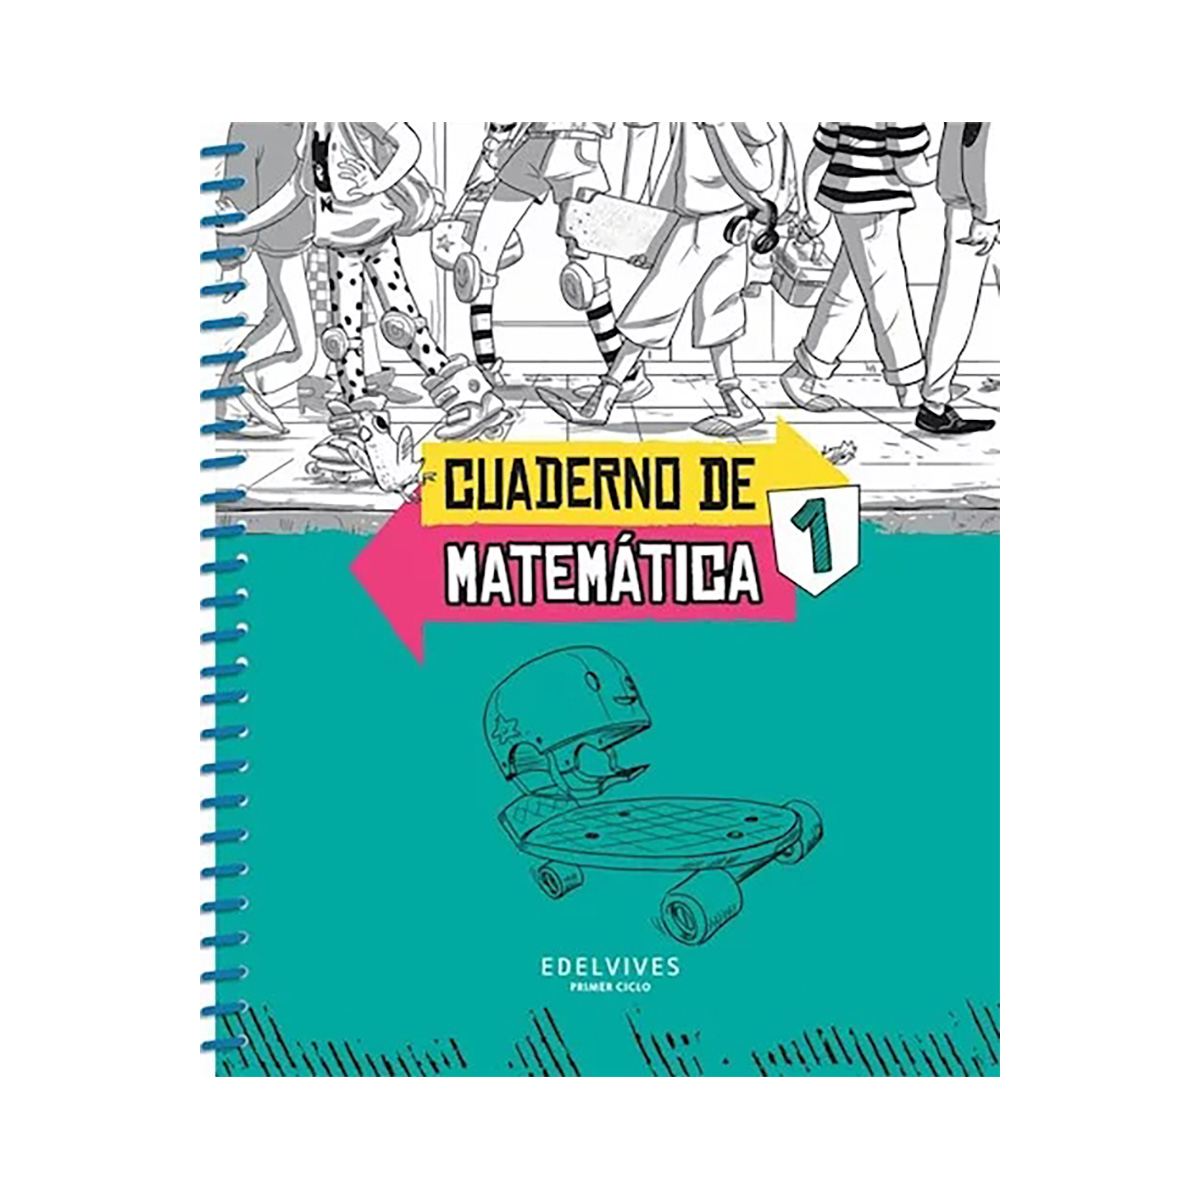 CUADERNO DE
1
MATEMÁTICA
EDELVIVES
PRIMER CICLO